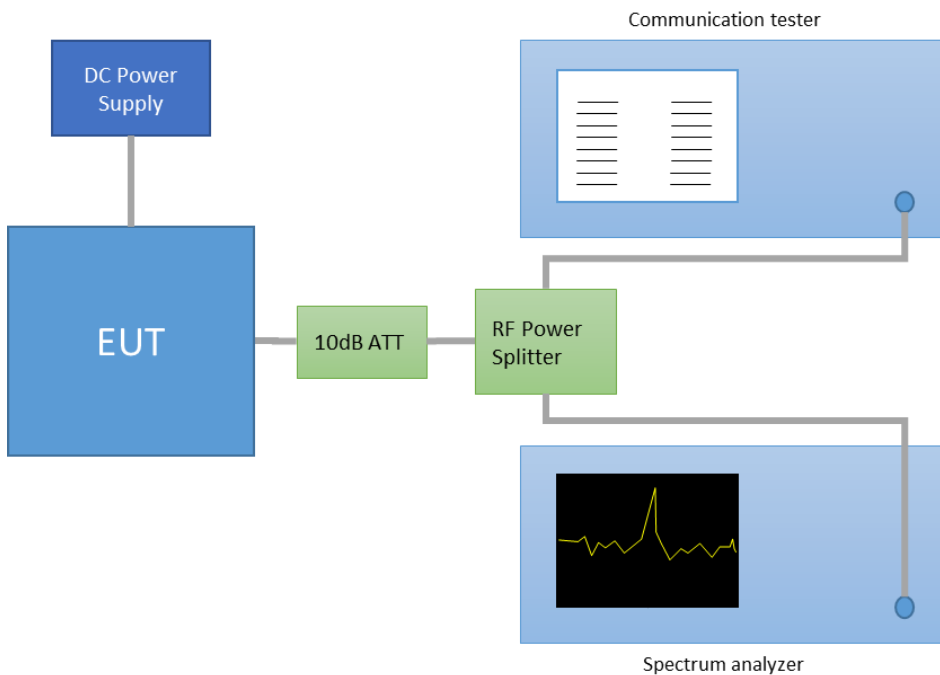 Communication tester
DC Power
Supply
EUT
10dB ATT
RF Power
Splitter
Spectrum analyzer